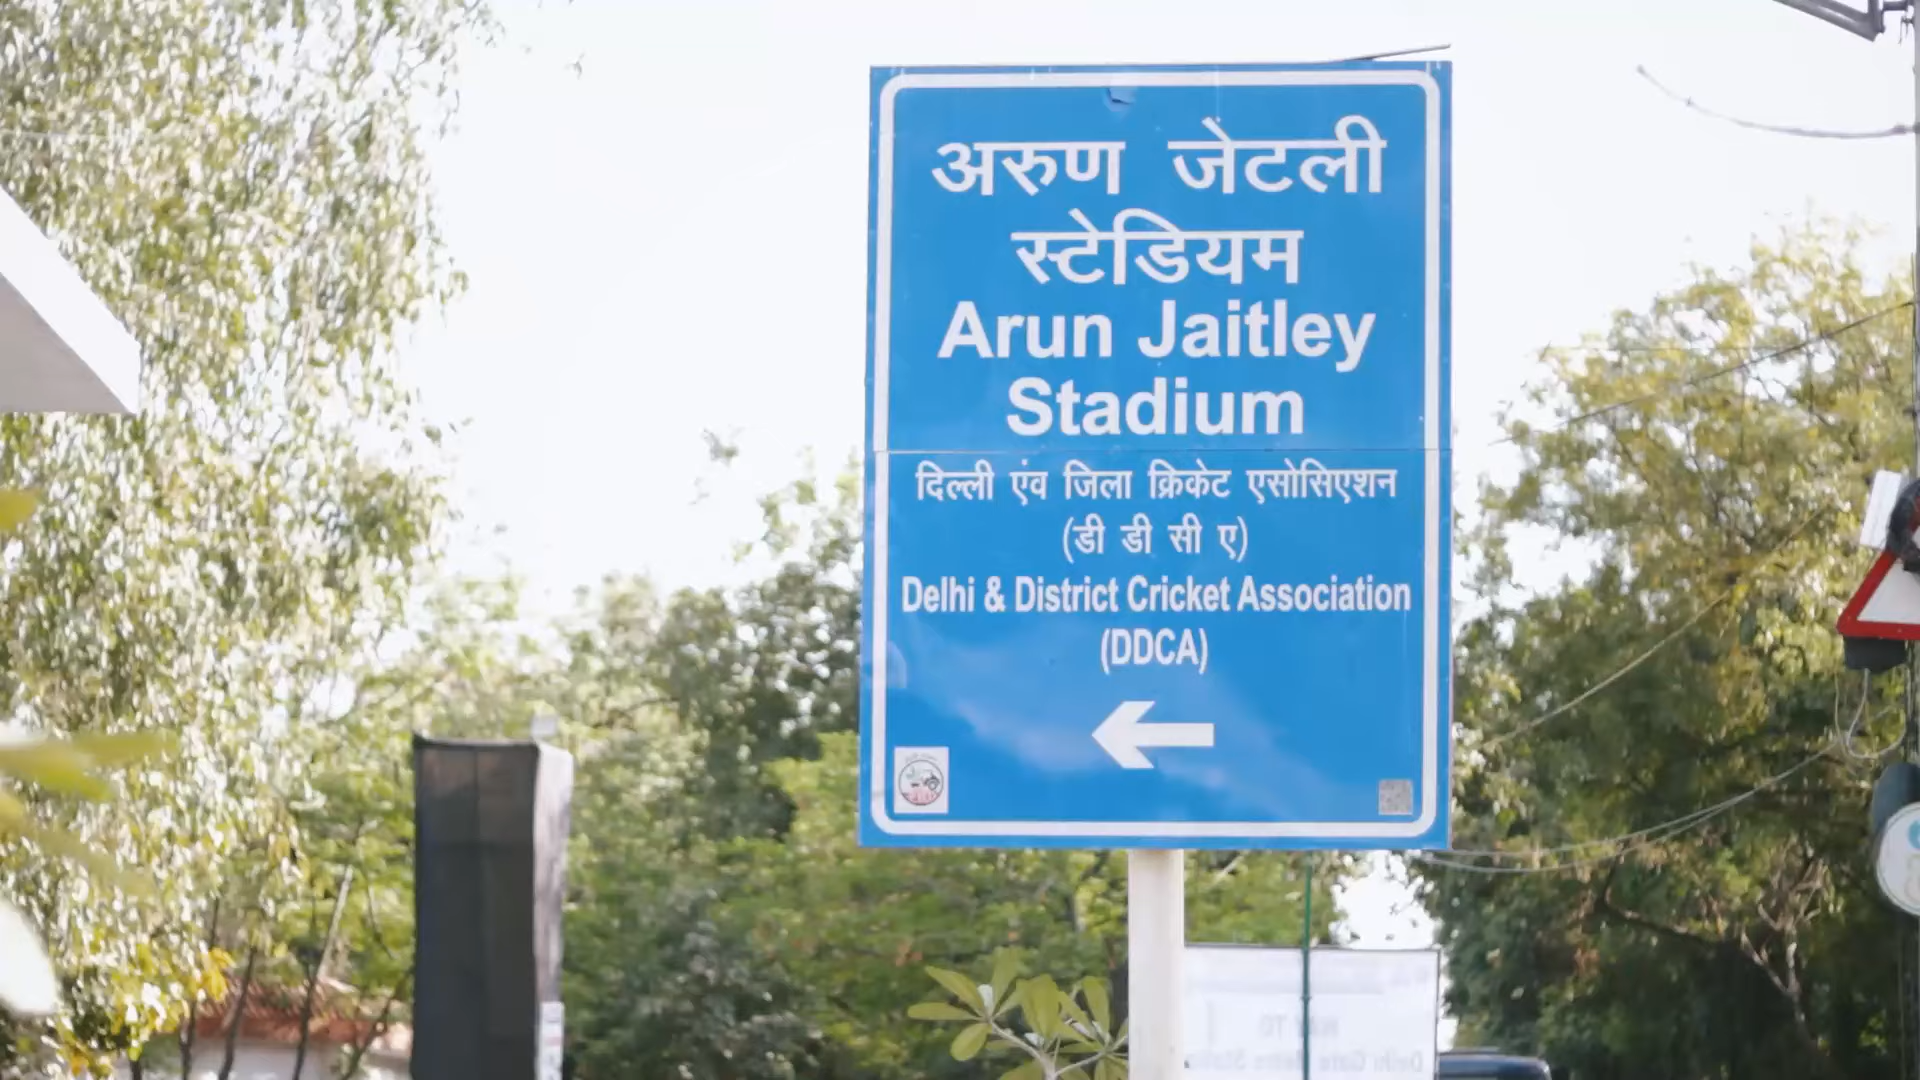 अरुण जेटली
स्टेडियम
Arun Jaitley
Stadium
दिल्ली एंव जिला क्रिकेट एसोसिएशन
(डी डी सी ए)
Delhi & District Cricket Association
(DDCA)